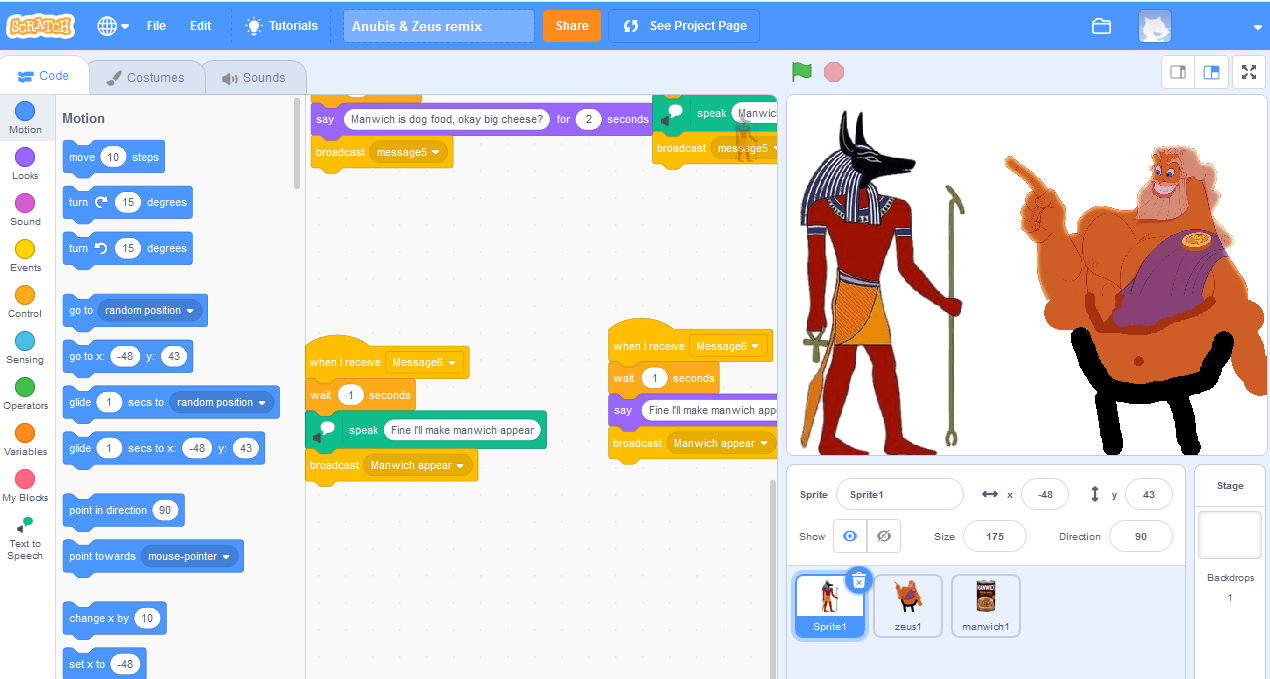 SCRATCH
File
Edit
Tutorials
Anubis & Zeus remix
Share
See Project Page
Code
Costumes
Sounds
Motion
Looks
Sound
Events
Control
Sensing
Operators
Variables
My Blocks
Text to
Speech
Motion
move 10 steps
turn 15 degrees
turn 15 degrees
go to random position
go to x: -48 y: 43
glide 1 secs to random position
glide 1 secs to x: -48 y: 43
point in direction 90
point towards mouse-pointer
change x by 10
set x to -48
say Manwich is dog food, okay big cheese? for 2 seconds
broadcast message5
speak Manwic
broadcast message5
when I receive Message6
wait 1 seconds
speak Fine I'll make manwich appear
broadcast Manwich appear
when I receive Message6
wait 1 seconds
say Fine I'll make manwich app
broadcast Manwich appear
Sprite Sprite1 x -48 y 43
Show Size 175 Direction 90
Sprite1
zeus1
MANWICH
manwich1
Stage
Backdrops
1